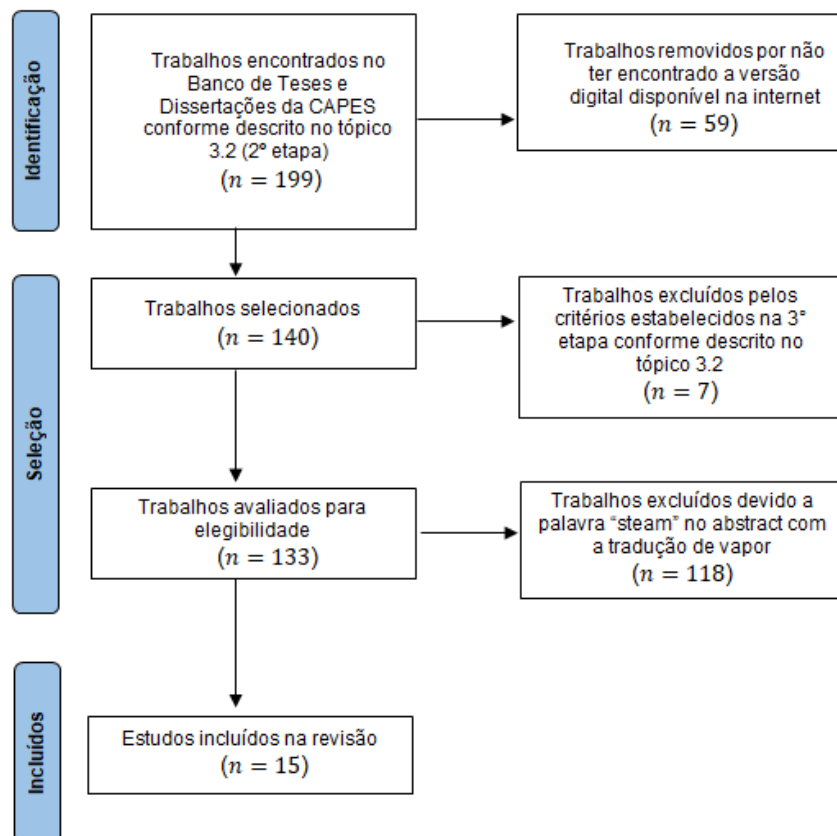 Identificação
Trabalhos encontrados no
Banco de Teses e
Dissertações da CAPES
conforme descrito no tópico
3.2 (2º etapa)
(n = 199)
Trabalhos removidos por não
ter encontrado a versão
digital disponível na internet
(n = 59)
Seleção
Trabalhos selecionados
(n = 140)
Trabalhos excluídos pelos
critérios estabelecidos na 3°
etapa conforme descrito no
tópico 3.2
(n = 7)
Trabalhos avaliados para
elegibilidade
(n = 133)
Trabalhos excluídos devido a
palavra “steam” no abstract com
a tradução de vapor
(n = 118)
Incluídos
Estudos incluídos na revisão
(n = 15)